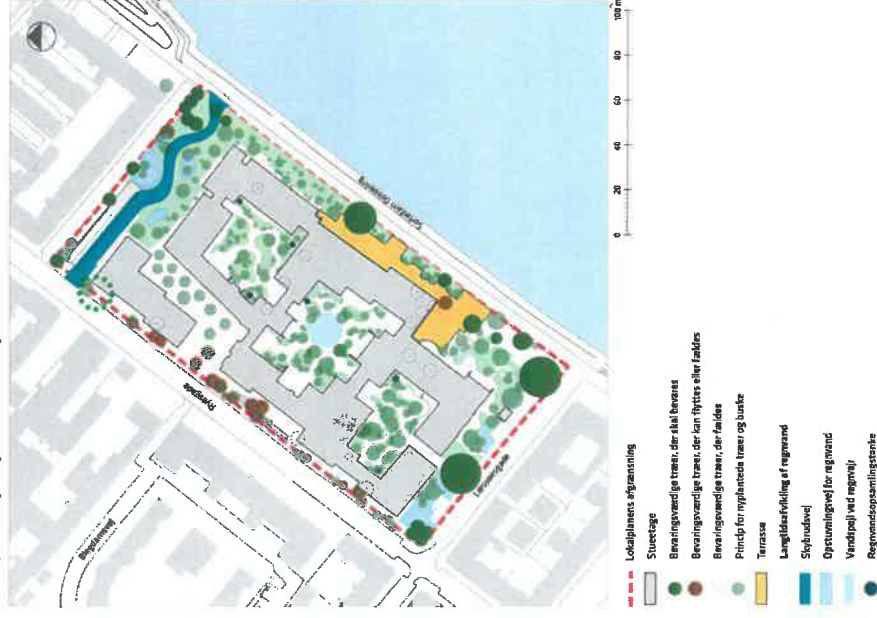 Blegdamsvej
Ryesgade
Sortedam Dossering
0 20 40 60 80 100 m
Lokalplanens afgrænsning
Stueetage
Bevaringsværdige træer, der skal bevares
Bevaringsværdige træer, der kan flyttes eller fældes
Bevaringsværdige træer, der fældes
Princip for nyplantede træer og buske
Terrasse
Langtidsafvikling af regnvand
Skybrudsvej
Opstuvningsvej for regnvand
Vandspejl ved regnvejr
Regnvandsopsamlingstanke